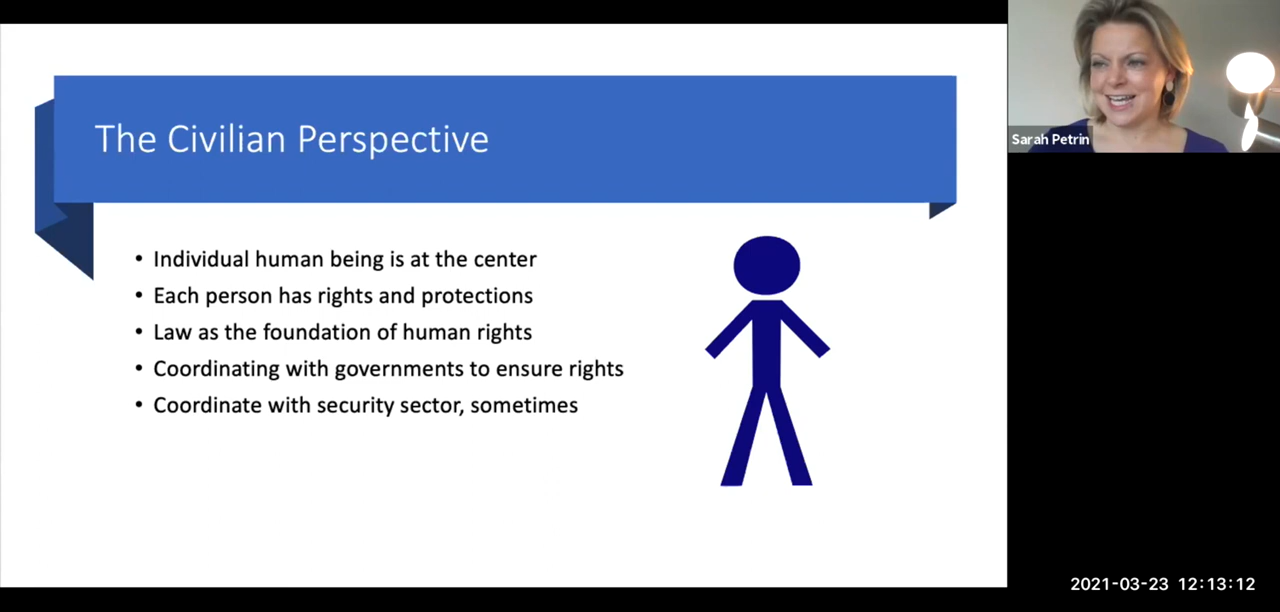 The Civilian Perspective
• Individual human being is at the center
• Each person has rights and protections
• Law as the foundation of human rights
• Coordinating with governments to ensure rights
• Coordinate with security sector, sometimes
Sarah Petrin
2021-03-23 12:13:12